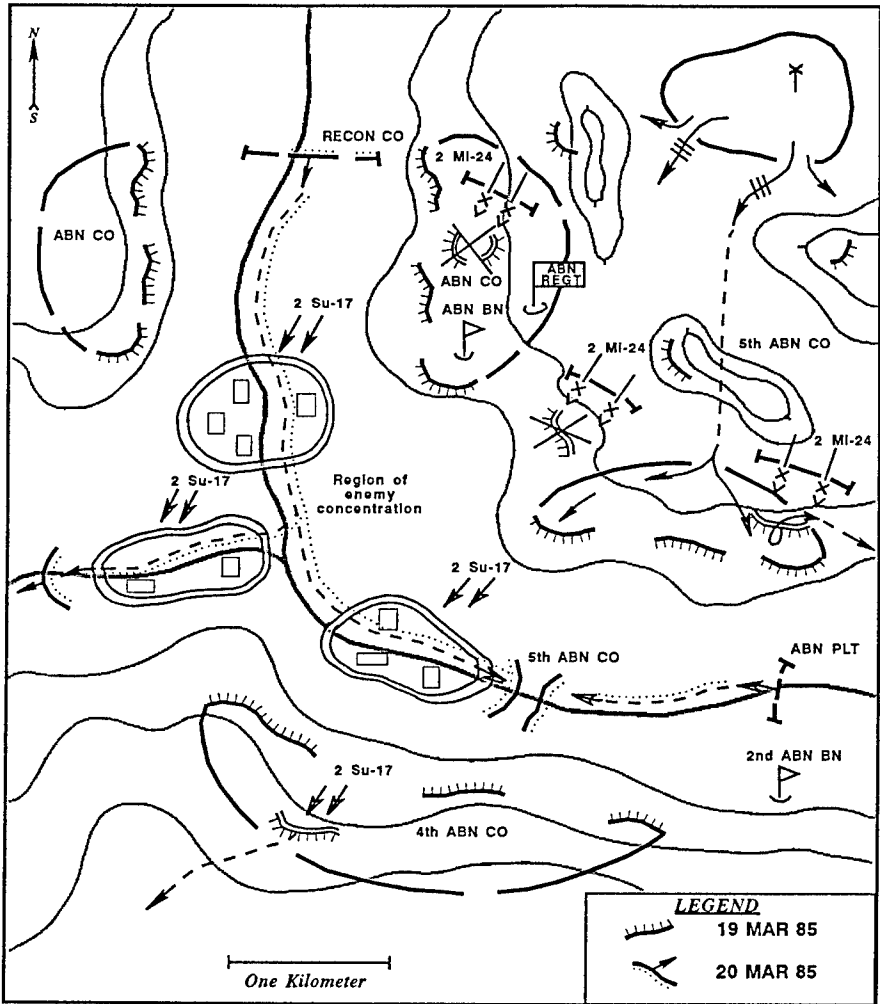 N
S
RECON CO
2 MI-24
ABN CO
ABN CO
ABN
REGT
ABN BN
2 Su-17
2 MI-24
5th ABN CO
2 MI-24
2 Su-17
Region of
enemy
concentration
2 Su-17
5th ABN CO
ABN PLT
2nd ABN BN
2 Su-17
4th ABN CO
LEGEND
19 MAR 85
20 MAR 85
One Kilometer